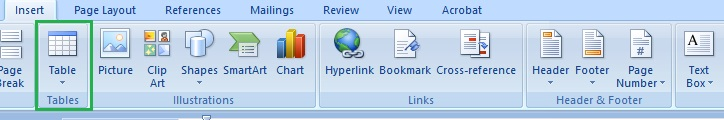 Insert Page Layout References Mailings Review View Acrobat
Page Break
Table
Picture
Clip Art
Shapes
SmartArt
Chart
Hyperlink
Bookmark
Cross-reference
Header
Footer
Page Number
#
A
Text Box
Tables Illustrations Links Header & Footer